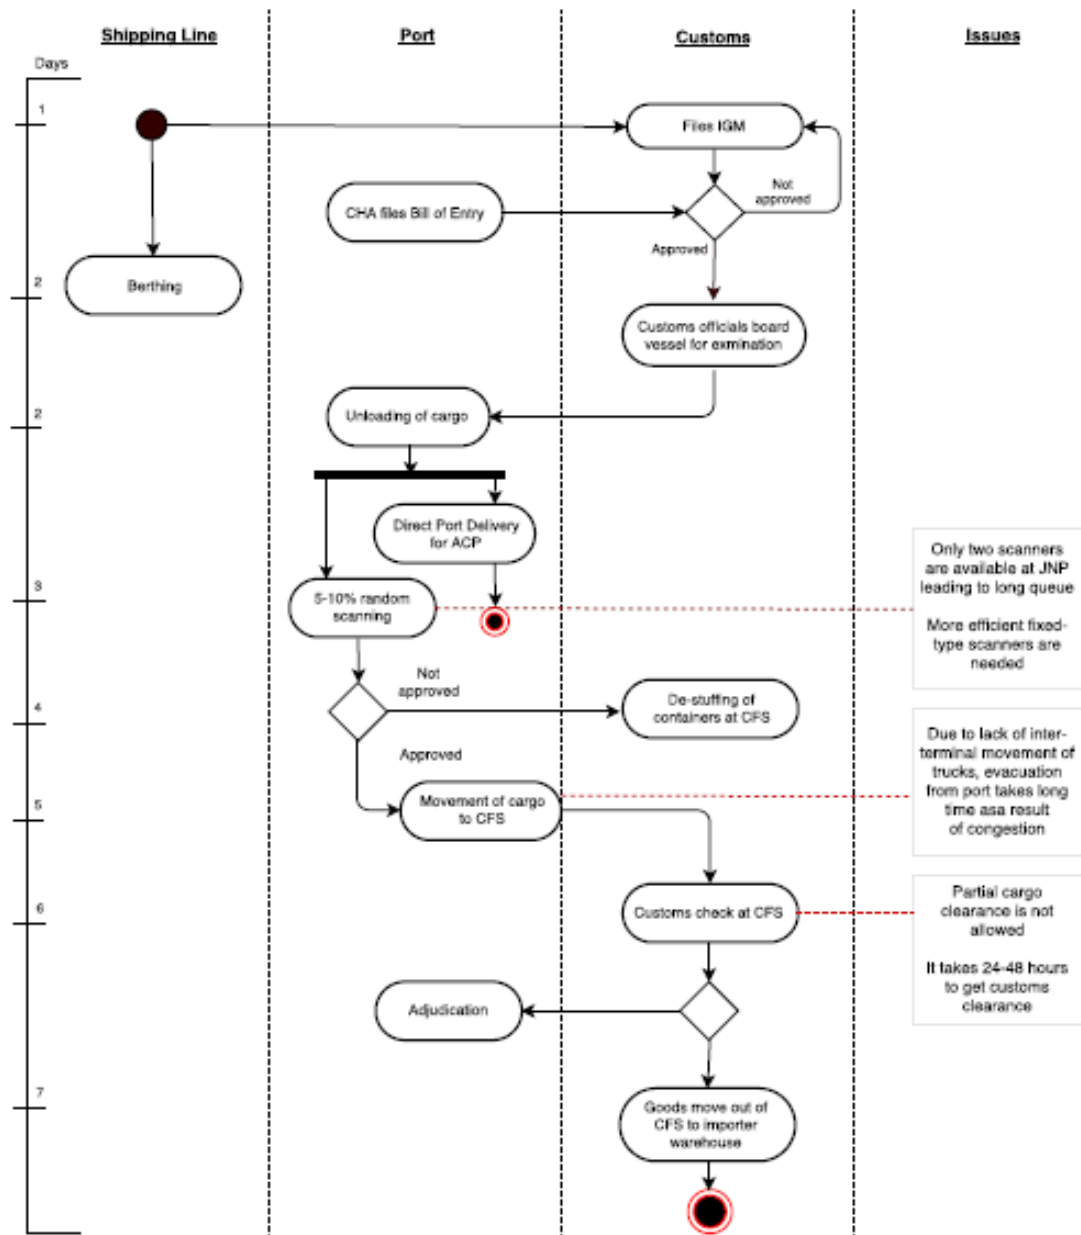 Shipping Line
Port
Customs
Issues
Days
1
Files IGM
Not
approved
CHA files Bill of Entry
Approved
2
Berthing
Customs officials board
vessel for exmination
2
Unloading of cargo
Direct Port Delivery
for ACP
Only two scanners
are available at JNP
leading to long queue
More efficient fixed-
type scanners are
needed
3
5-10% random
scanning
Not
approved
4
De-stuffing of
containers at CFS
Due to lack of inter-
terminal movement of
trucks, evacuation
from port takes long
time asa result
of congestion
Approved
5
Movement of cargo
to CFS
6
Customs check at CFS
Partial cargo
clearance is not
allowed
It takes 24-48 hours
to get customs
clearance
Adjudication
7
Goods move out of
CFS to importer
warehouse